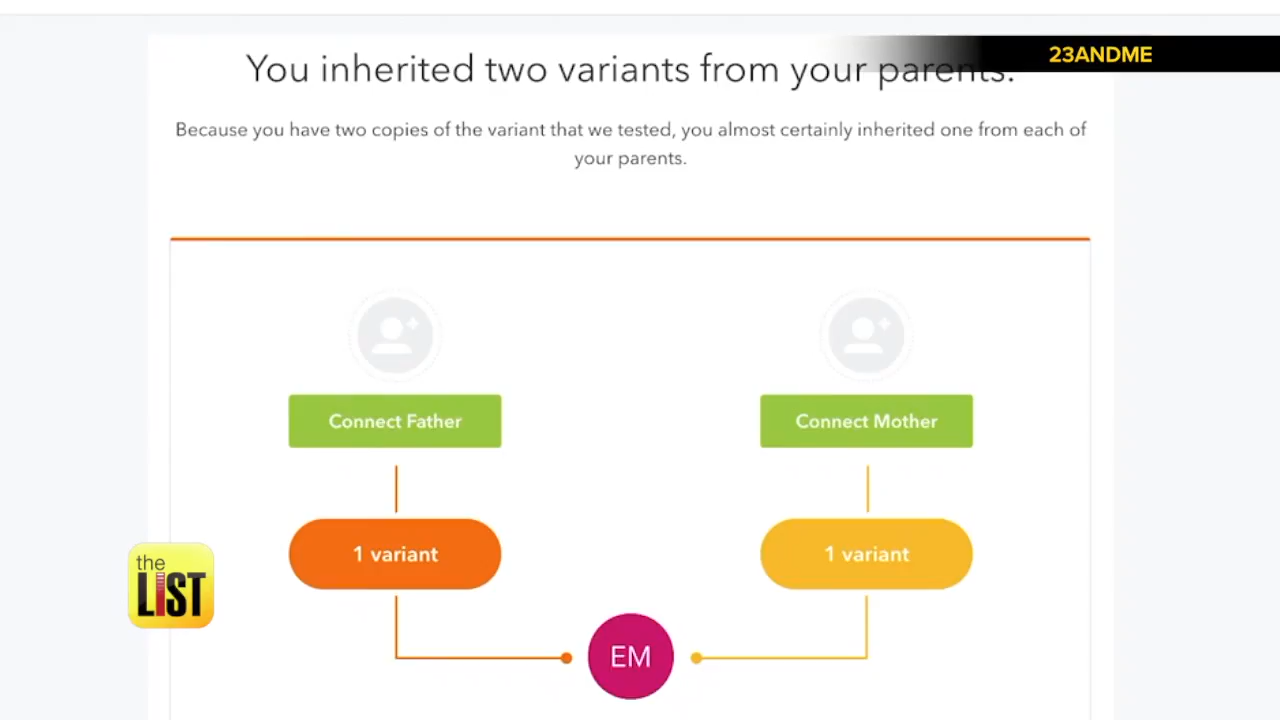 23ANDME
You inherited two variants from your parents.
Because you have two copies of the variant that we tested, you almost certainly inherited one from each of
your parents.
Connect Father
Connect Mother
1 variant
1 variant
the
LIST
EM